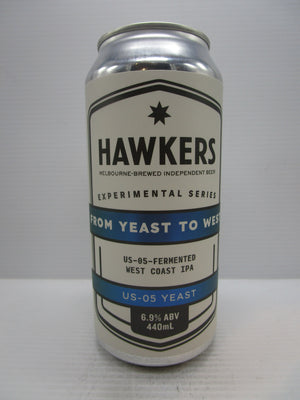 HAWKERS
MELBOURNE-BREWED INDEPENDENT BEER
EXPERIMENTAL SERIES
FROM YEAST TO WEST
US-05-FERMENTED
WEST COAST IPA
US-05 YEAST
6.9% ABV
440mL